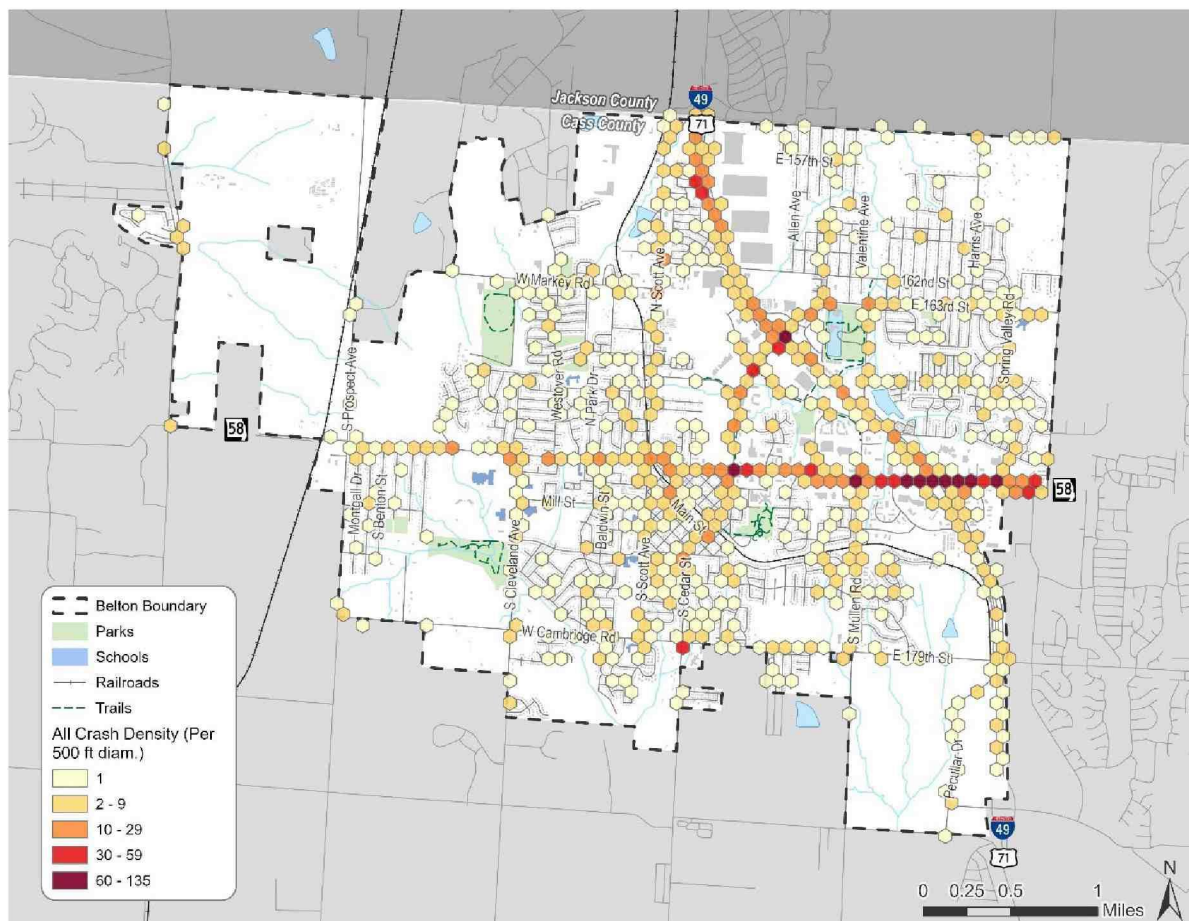 Jackson County
Cass County
49
71
E 157th St
Allen Ave
Valentine Ave
Harris Ave
N Scott Ave
W Markey Rd
162nd St
E 163rd St
Spring Valley Rd
S Prospect Ave
Westover Rd
N Park Dr
58
58
Montgall Dr
S Benton St
Mill St
Baldwin St
Main St
S Cleveland Ave
S Scott Ave
S Cedar St
S Mullen Rd
W Cambridge Rd
E 179th St
Peculiar Dr
49
71
Belton Boundary
Parks
Schools
Railroads
Trails
All Crash Density (Per
500 ft diam.)
1
2 - 9
10 - 29
30 - 59
60 - 135
N
0 0.25 0.5 1
Miles